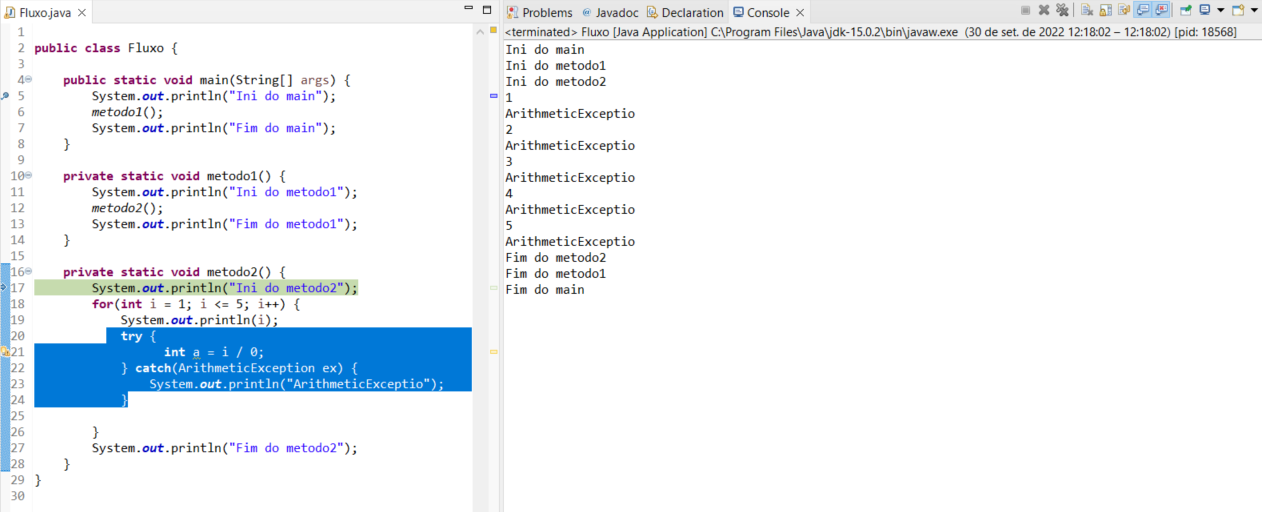 Fluxo.java
1
2 public class Fluxo {
3
4 public static void main(String[] args) {
5 System.out.println("Ini do main");
6 metodo1();
7 System.out.println("Fim do main");
8 }
9
10 private static void metodo1() {
11 System.out.println("Ini do metodo1");
12 metodo2();
13 System.out.println("Fim do metodo1");
14 }
15
16 private static void metodo2() {
17 System.out.println("Ini do metodo2");
18 for(int i = 1; i <= 5; i++) {
19 System.out.println(i);
20 try {
21 int a = i / 0;
22 } catch(ArithmeticException ex) {
23 System.out.println("ArithmeticExceptio");
24 }
25
26 }
27 System.out.println("Fim do metodo2");
28 }
29 }
30
Problems @ Javadoc Declaration Console
<terminated> Fluxo [Java Application] C:\Program Files\Java\jdk-15.0.2\bin\javaw.exe (30 de set. de 2022 12:18:02 – 12:18:02) [pid: 18568]
Ini do main
Ini do metodo1
Ini do metodo2
1
ArithmeticExceptio
2
ArithmeticExceptio
3
ArithmeticExceptio
4
ArithmeticExceptio
5
ArithmeticExceptio
Fim do metodo2
Fim do metodo1
Fim do main